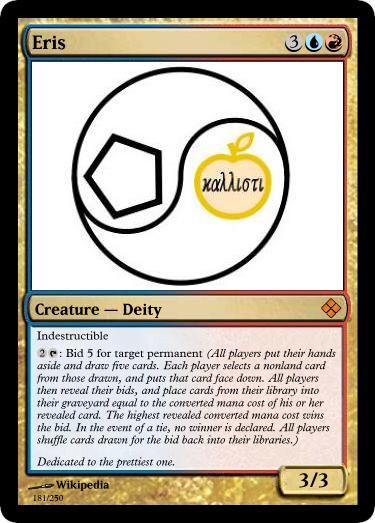 Eris 3
καλλιστι
Creature — Deity
Indestructible
2 : Bid 5 for target permanent (All players put their hands
aside and draw five cards. Each player selects a nonland card
from those drawn, and puts that card face down. All players
then reveal their bids, and place cards from their library into
their graveyard equal to the converted mana cost of his or her
revealed card. The highest revealed converted mana cost wins
the bid. In the event of a tie, no winner is declared. All players
shuffle cards drawn for the bid back into their libraries.)
Dedicated to the prettiest one.
3/3
Wikipedia
181/250